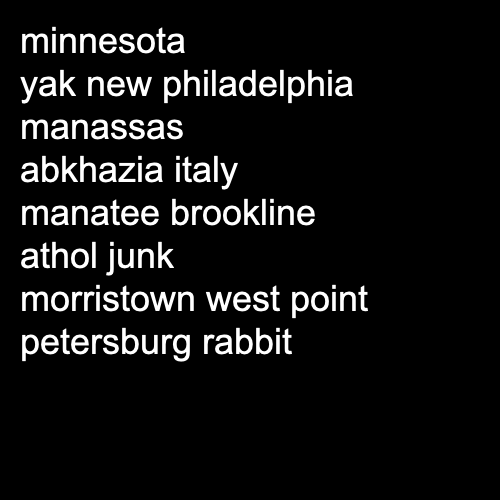 minnesota
yak new philadelphia
manassas
abkhazia italy
manatee brookline
athol junk
morristown west point
petersburg rabbit